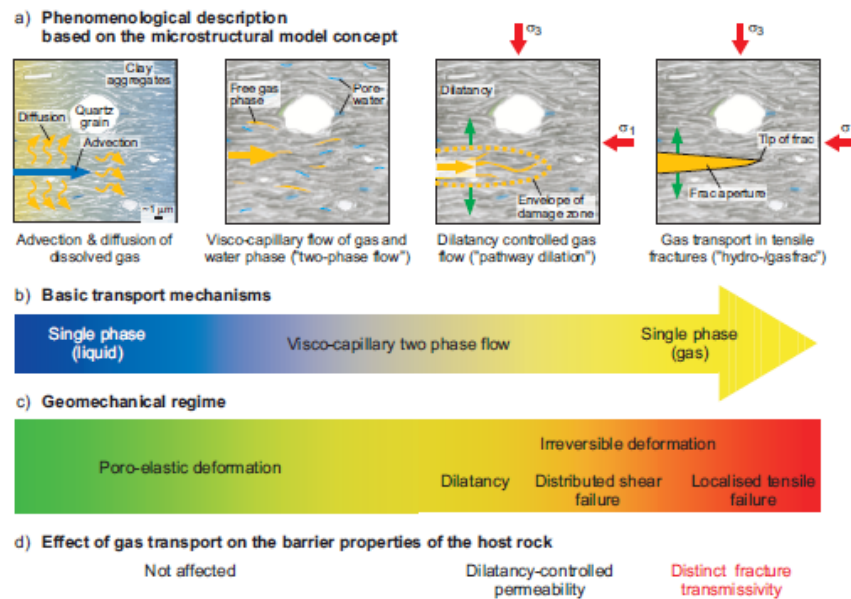 a) Phenomenological description
based on the microstructural model concept
σ3
σ3
Clay
aggregates
Quartz
grain
Diffusion
Advection
~1 µm
Free gas
phase
Pore-
water
Dilatancy
σ1
Envelope of
damage zone
σ
Tip of frac
Frac aperture
Advection & diffusion of
dissolved gas
Visco-capillary flow of gas and
water phase ("two-phase flow")
Dilatancy controlled gas
flow ("pathway dilation")
Gas transport in tensile
fractures ("hydro-/gasfrac")
b) Basic transport mechanisms
Single phase
(liquid)
Visco-capillary two phase flow
Single phase
(gas)
c) Geomechanical regime
Poro-elastic deformation
Irreversible deformation
Dilatancy
Distributed shear
failure
Localised tensile
failure
d) Effect of gas transport on the barrier properties of the host rock
Not affected
Dilatancy-controlled
permeability
Distinct fracture
transmissivity